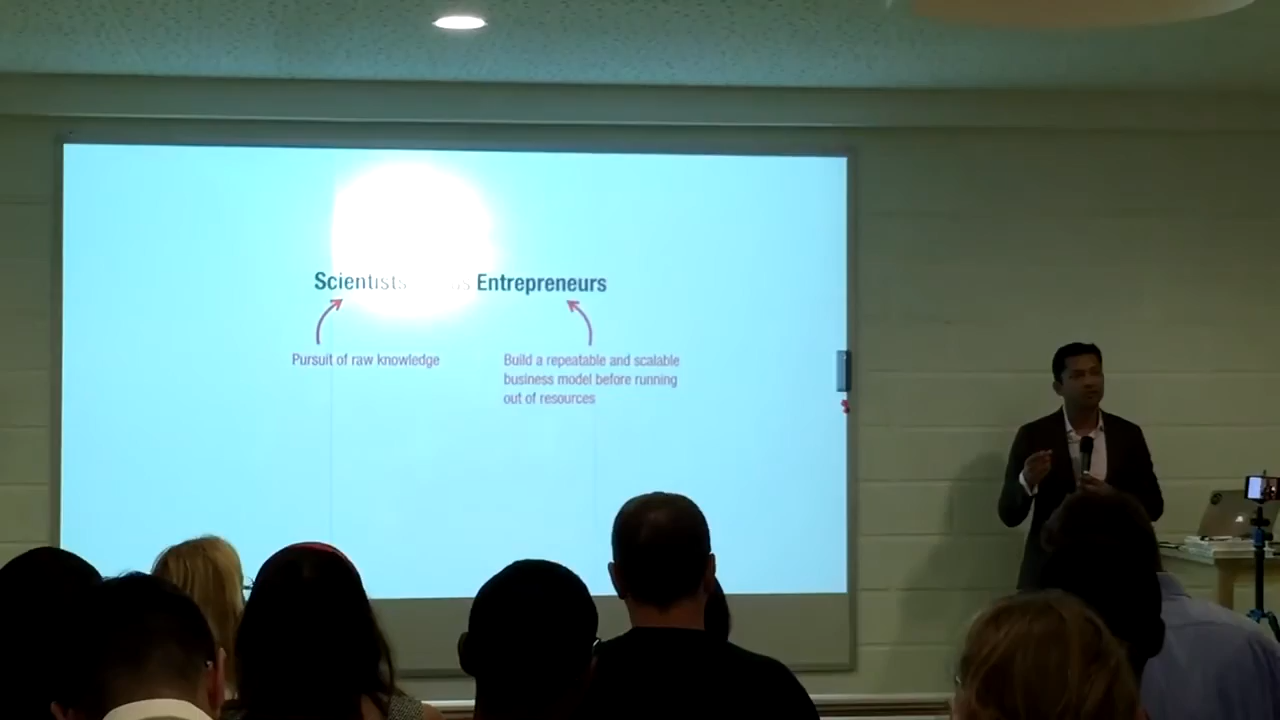 Scientists Entrepreneurs
Pursuit of raw knowledge
Build a repeatable and scalable
business model before running
out of resources